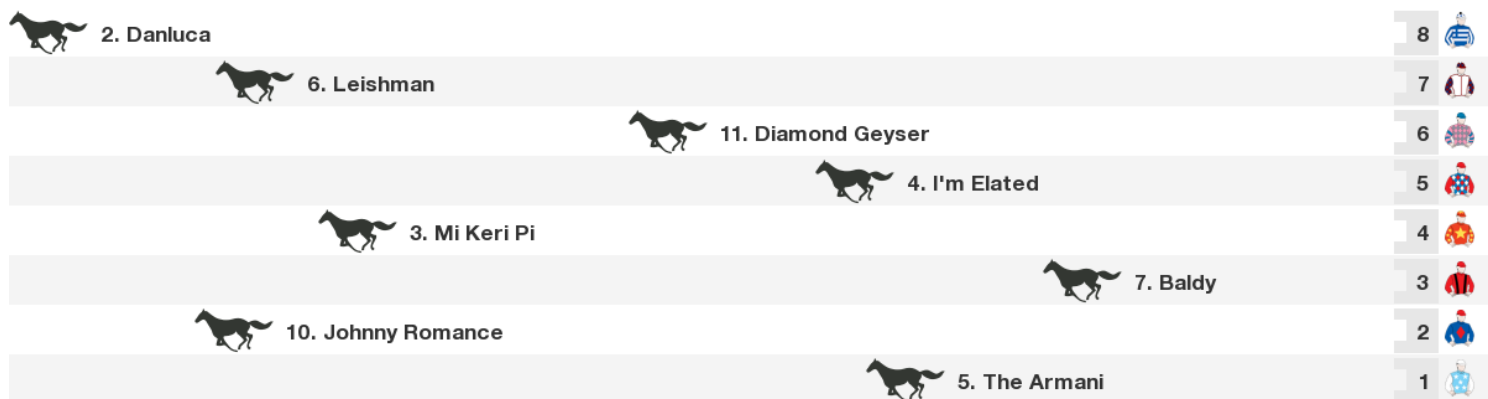 2. Danluca 8
6. Leishman 7
11. Diamond Geyser 6
4. I'm Elated 5
3. Mi Keri Pi 4
7. Baldy 3
10. Johnny Romance 2
5. The Armani 1